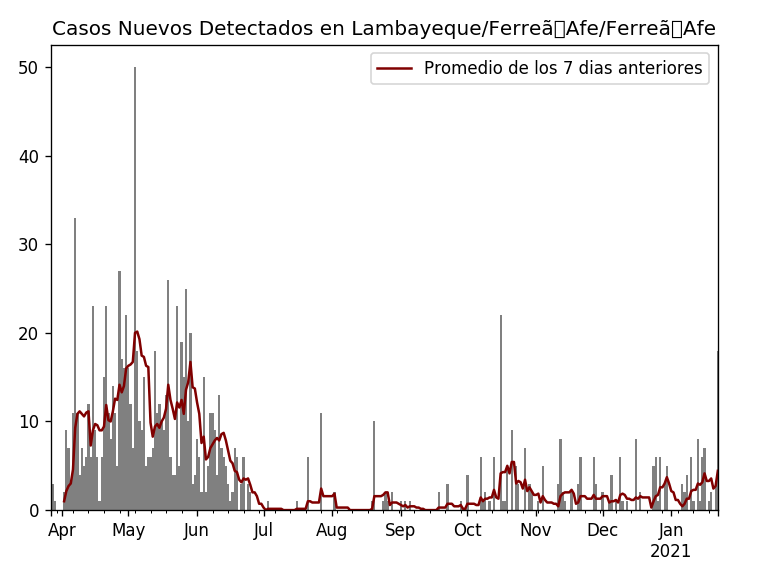 Casos Nuevos Detectados en Lambayeque/Ferreã▯Afe/Ferreã▯Afe
Promedio de los 7 dias anteriores
50
40
30
20
10
0
Apr May Jun Jul Aug Sep Oct Nov Dec Jan
2021